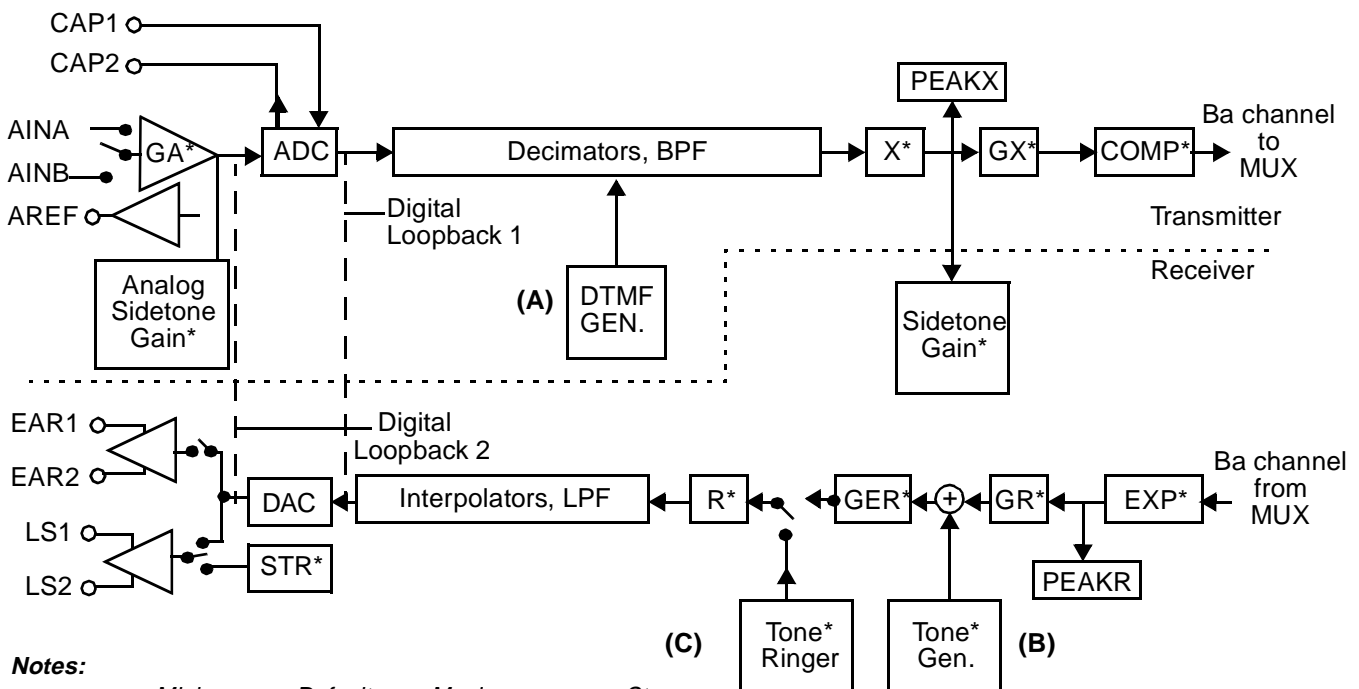 CAP1
CAP2
PEAKX
AINA
GA*
ADC
Decimators, BPF
X*
GX*
COMP*
Ba channel
to
MUX
AINB
AREF
Digital
Loopback 1
Transmitter
Receiver
Analog
Sidetone
Gain*
(A)
DTMF
GEN.
Sidetone
Gain*
EAR1
EAR2
Digital
Loopback 2
DAC
Interpolators, LPF
R*
GER*
+
GR*
EXP*
Ba channel
from
MUX
LS1
LS2
STR*
PEAKR
(C)
Tone*
Ringer
Tone*
Gen.
(B)
Notes: